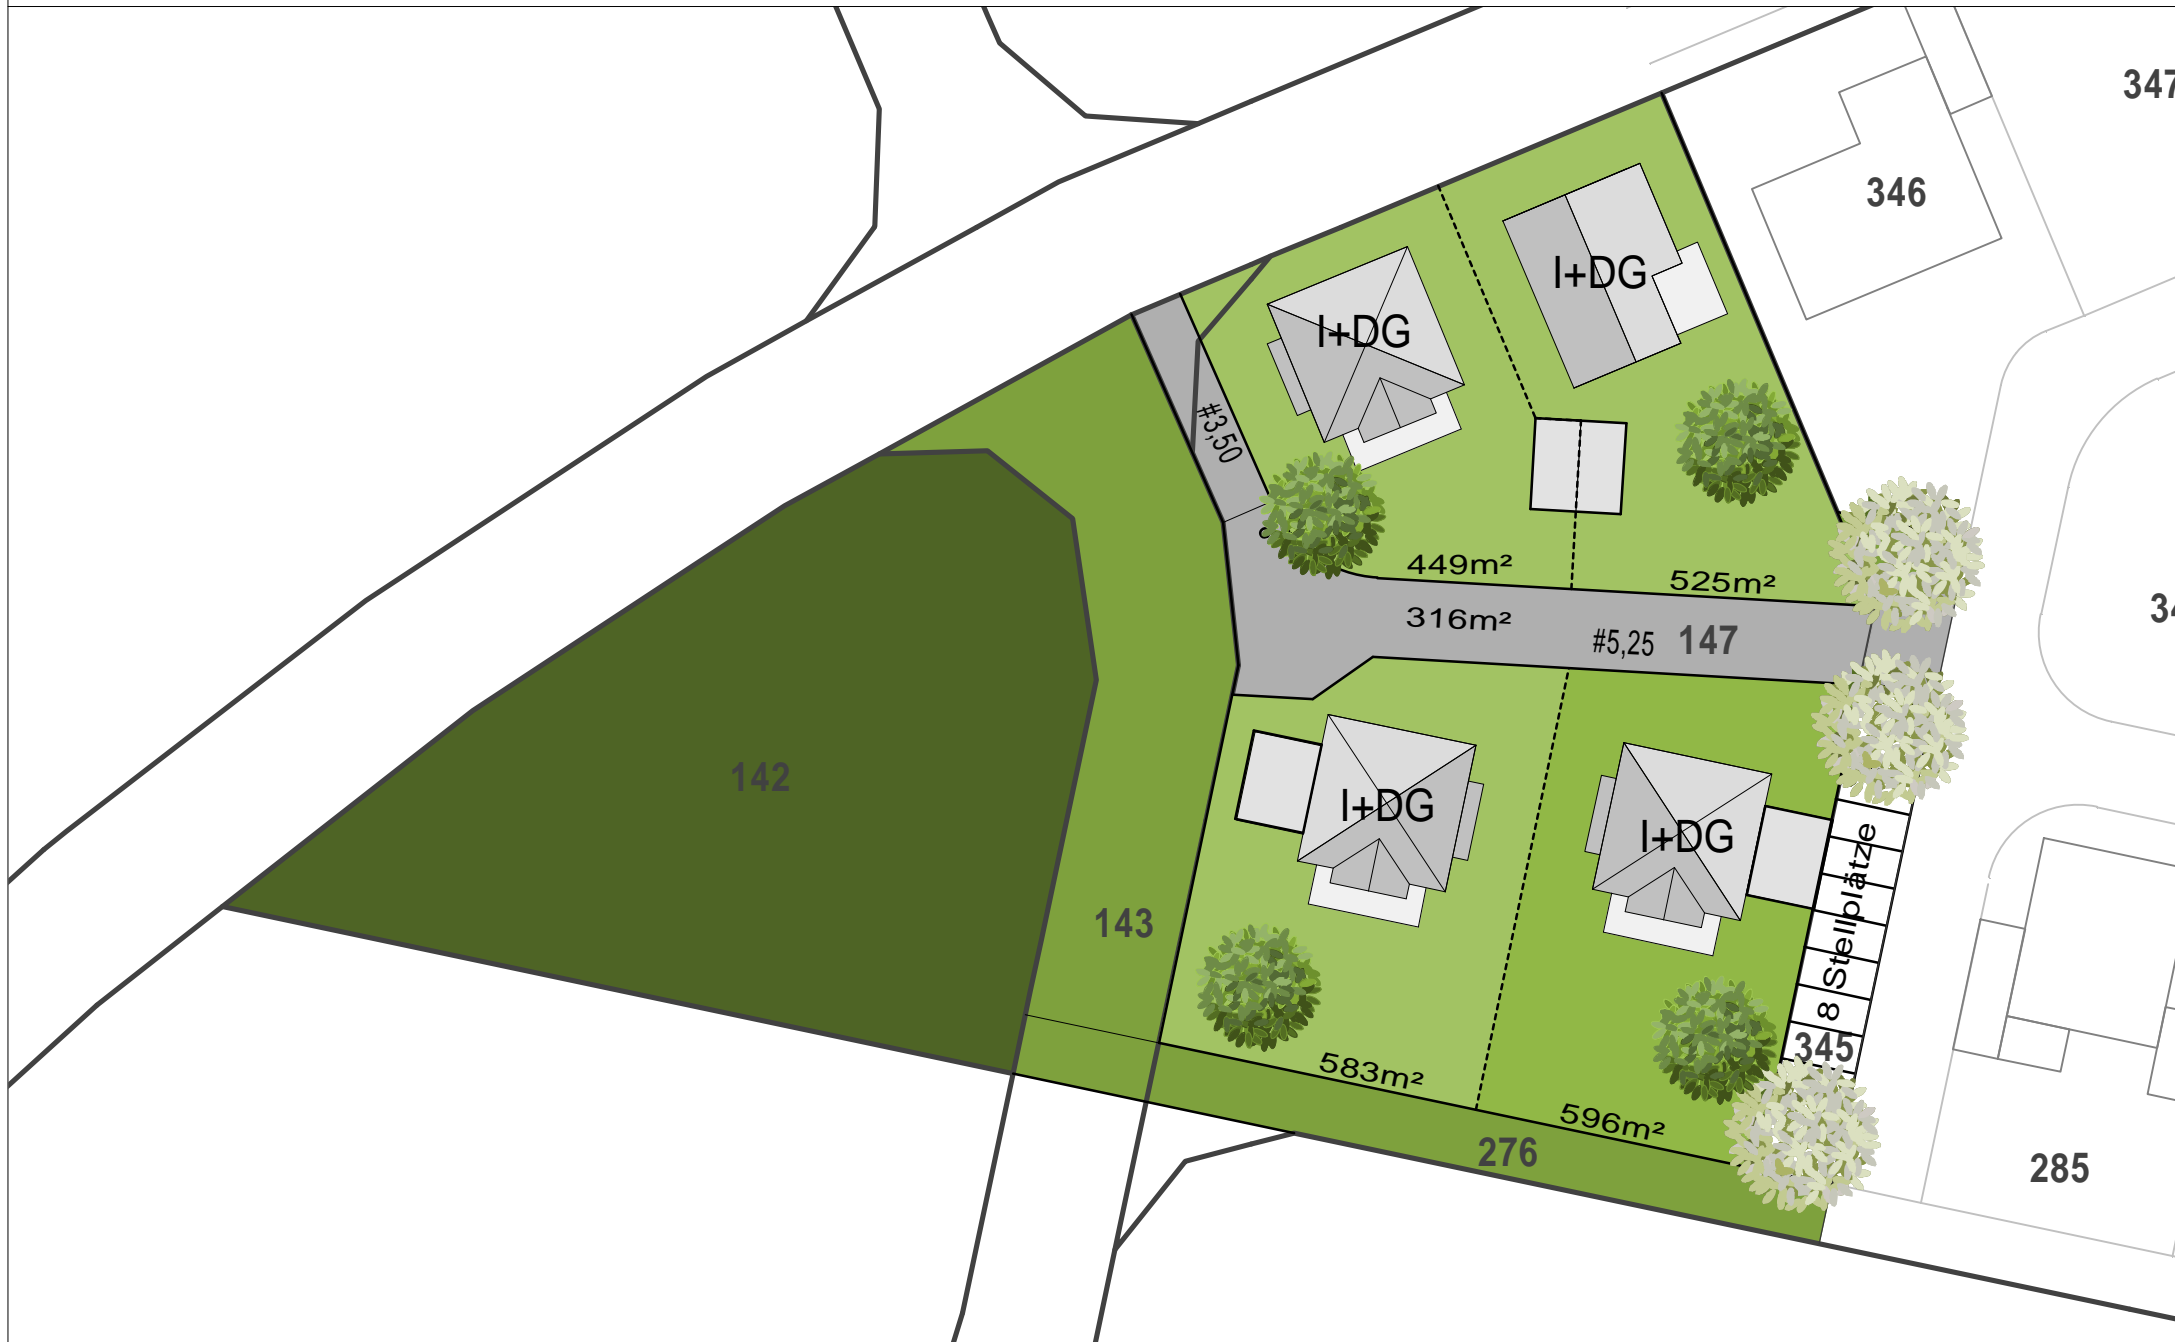 347
346
I+DG
I+DG
#3,50
449m²
525m²
316m²
#5,25
147
142
I+DG
I+DG
143
8 Stellplätze
345
583m²
596m²
276
285